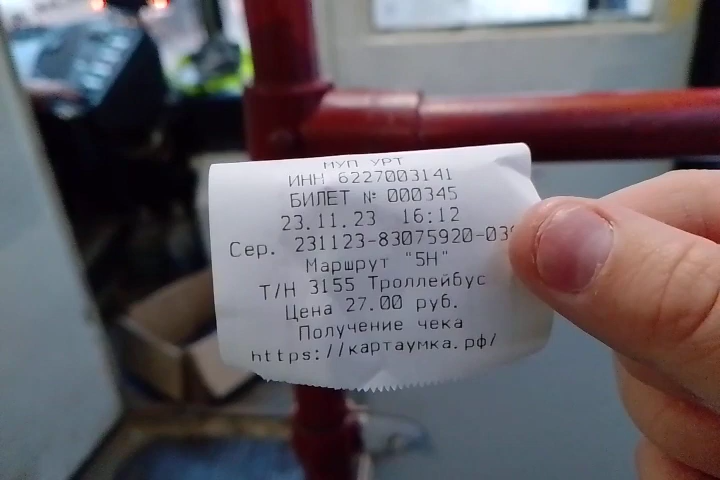 МУП УРТ
ИНН 6227003141
БИЛЕТ № 000345
23.11.23 16:12
Сер. 231123-83075920-03
Маршрут "5Н"
Т/Н 3155 Троллейбус
Цена 27.00 руб.
Получение чека
https://картаумка.рф/